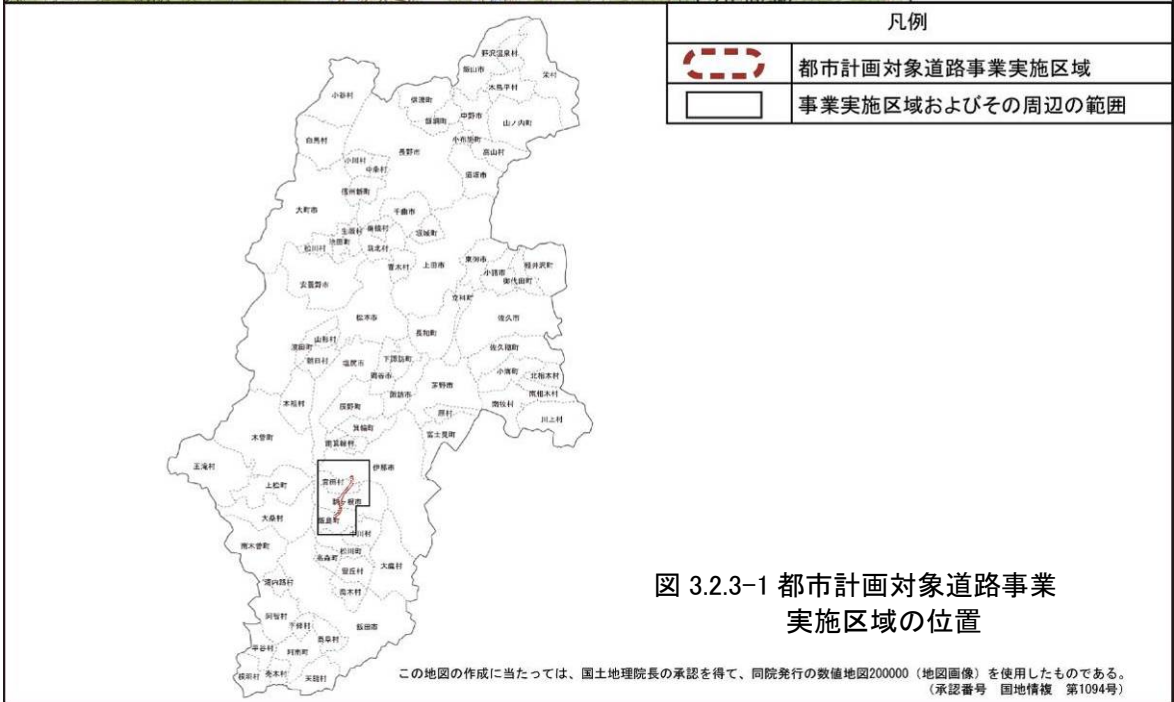 凡例
都市計画対象道路事業実施区域
事業実施区域およびその周辺の範囲
野沢温泉村
飯山市
栄村
小谷村
木島平村
信濃町
飯綱町
中野市
山ノ内町
白馬村
小布施町
高山村
長野市
小川村
中条村
須坂市
信州新町
大町市
千曲市
生坂村
麻績村
坂城町
池田町
松川村
筑北村
青木村
上田市
東御市
小諸市
軽井沢町
御代田町
安曇野市
立科町
松本市
佐久市
長和町
山形村
波田町
朝日村
塩尻市
下諏訪町
岡谷市
佐久穂町
小海町
北相木村
茅野市
諏訪市
南相木村
木祖村
辰野町
原村
南牧村
川上村
箕輪町
富士見町
木曽町
南箕輪村
王滝村
伊那市
宮田村
上松町
駒ヶ根市
大桑村
飯島町
中川村
南木曽町
松川町
高森町
大鹿村
豊丘村
喬木村
阿智村
飯田市
下條村
泰阜村
平谷村
阿南町
根羽村
売木村
天龍村
図 3.2.3-1 都市計画対象道路事業
実施区域の位置
この地図の作成に当たっては、国土地理院長の承認を得て、同院発行の数値地図200000（地図画像）を使用したものである。
（承認番号 国地情複 第1094号）